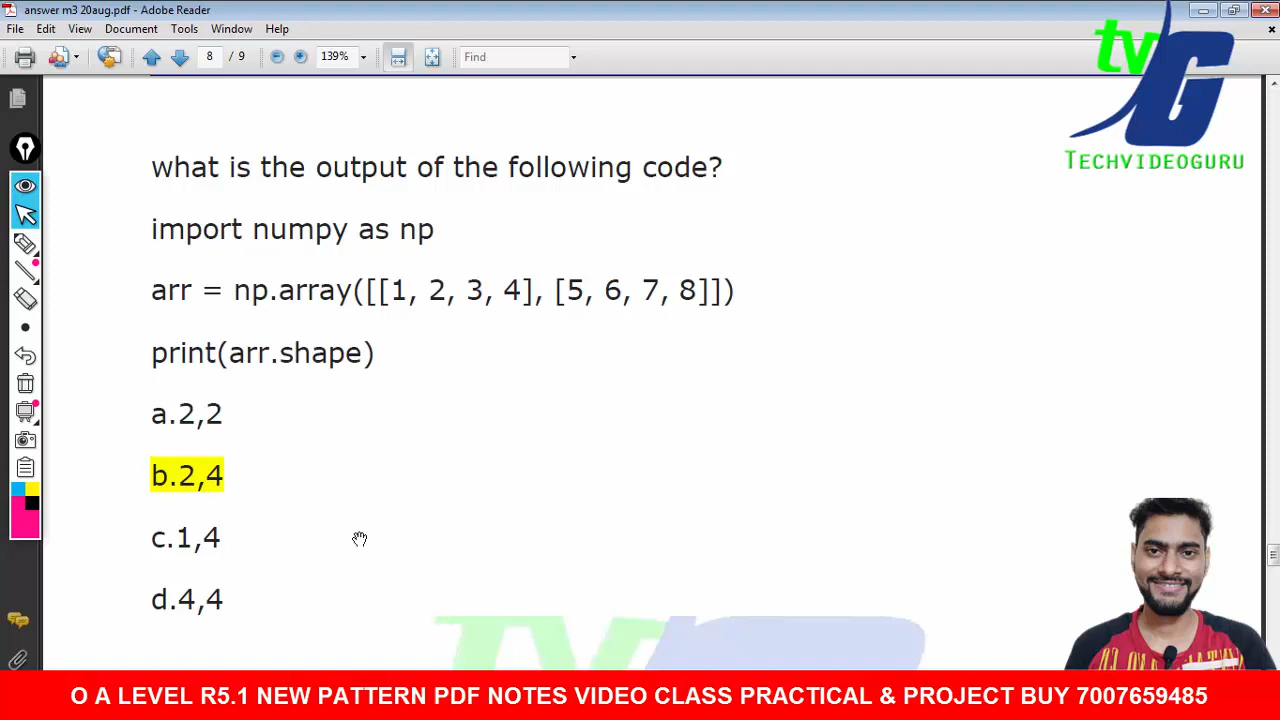 answer m3 20aug.pdf - Adobe Reader
File Edit View Document Tools Window Help
8 / 9 139% Find
tvG
TECHVIDEOGURU
what is the output of the following code?
import numpy as np
arr = np.array([[1, 2, 3, 4], [5, 6, 7, 8]])
print(arr.shape)
a.2,2
b.2,4
c.1,4
d.4,4
O A LEVEL R5.1 NEW PATTERN PDF NOTES VIDEO CLASS PRACTICAL & PROJECT BUY 7007659485